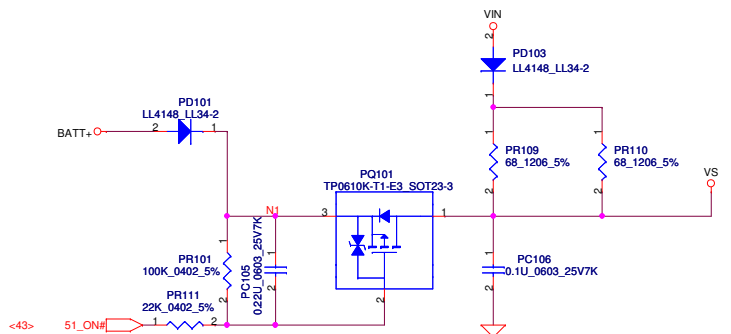 VIN
2
PD103
LL4148_LL34-2
1
PD101
LL4148_LL34-2
BATT+
2
1
1
PR109
68_1206_5%
2
1
PR110
68_1206_5%
2
VS
PQ101
TP0610K-T1-E3_SOT23-3
N1
3
1
2
1
PR101
100K_0402_5%
2
1
PC105
0.22U_0603_25V7K
2
1
PC106
0.1U_0603_25V7K
2
PR111
22K_0402_5%
<43>
51_ON#
1
2